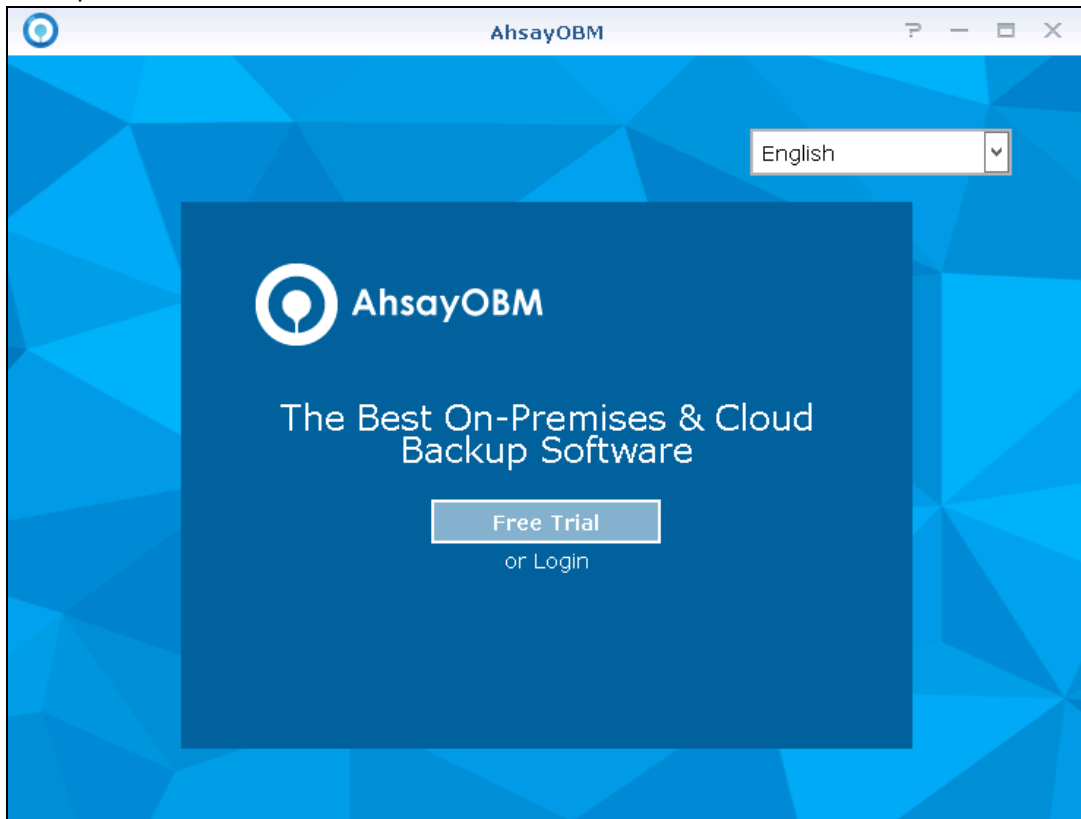 AhsayOBM
English
AhsayOBM
The Best On-Premises & Cloud
Backup Software
Free Trial
or Login